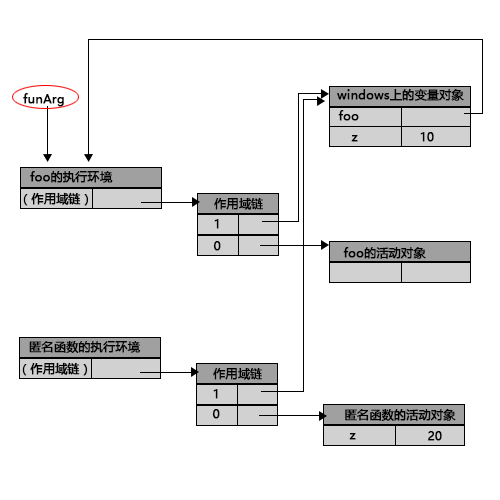 funArg
windows上的变量对象
foo
z 10
foo的执行环境
(作用域链)
作用域链
1
0
foo的活动对象
匿名函数的执行环境
(作用域链)
作用域链
1
0
匿名函数的活动对象
z 20